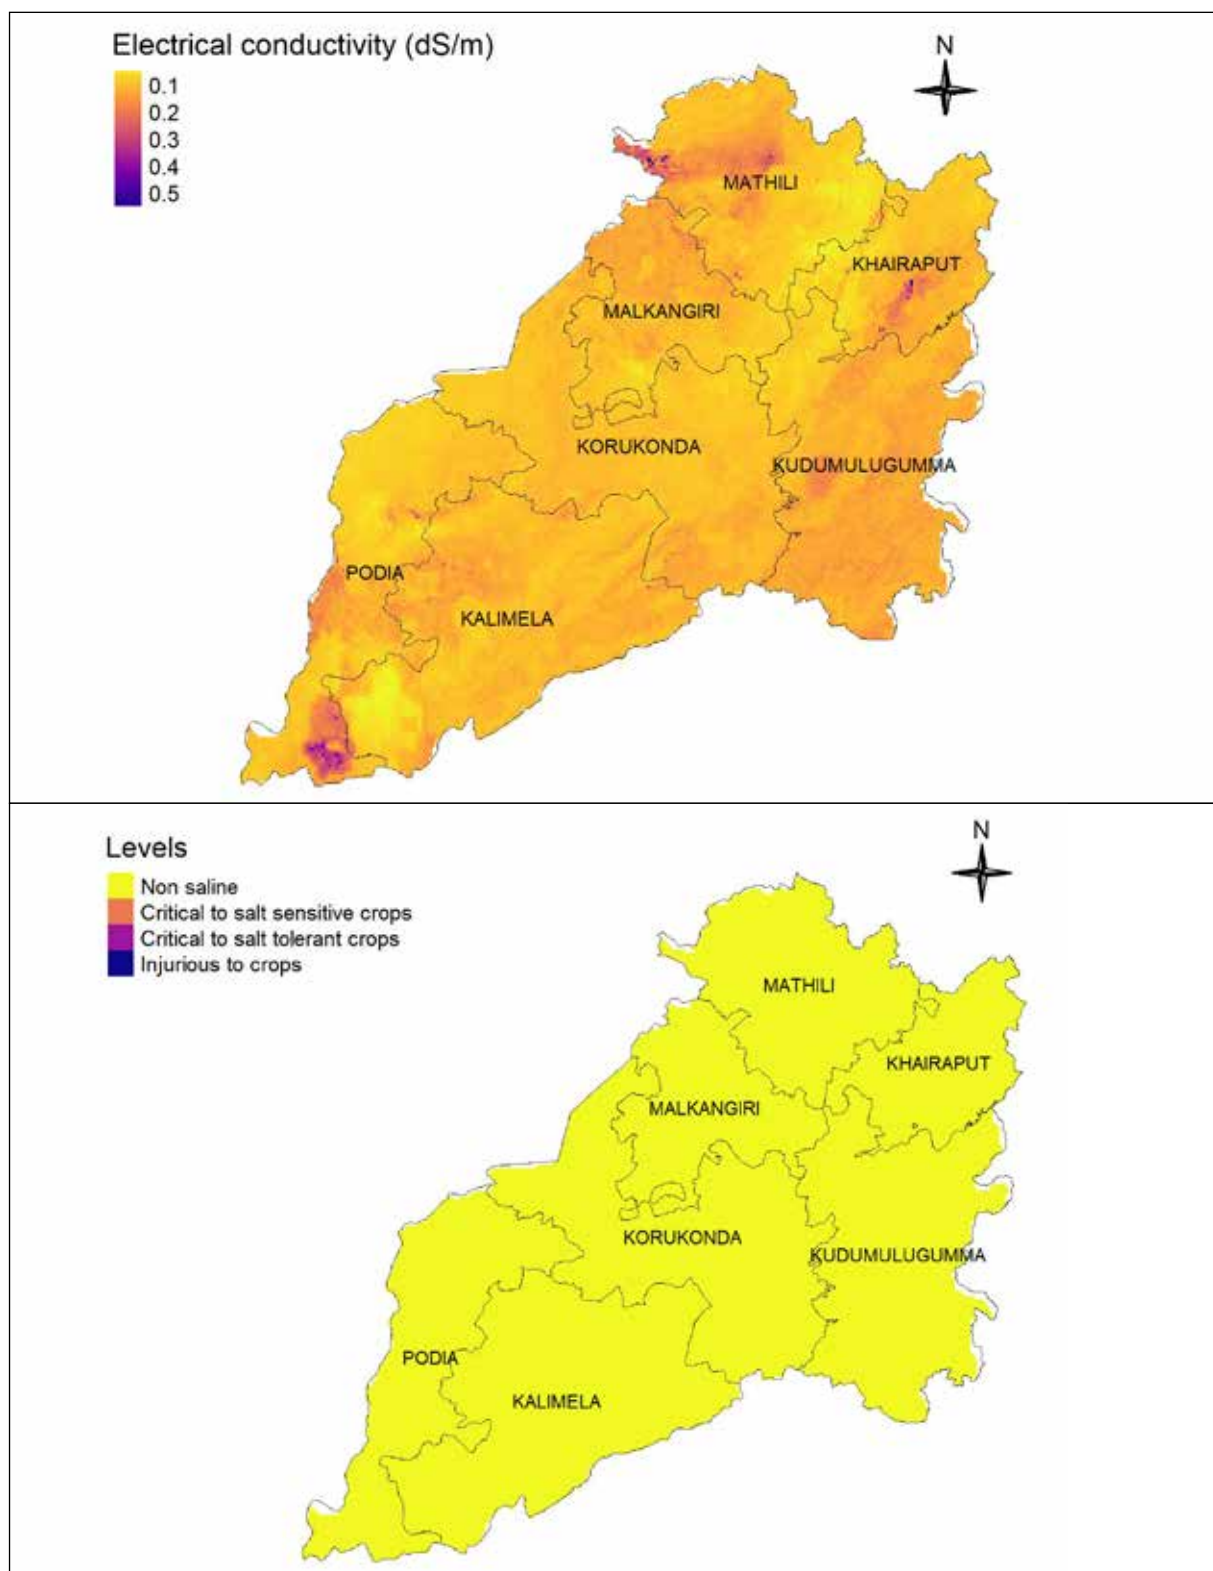 Electrical conductivity (dS/m)
0.1
0.2
0.3
0.4
0.5
N
MATHILI
KHAIRAPUT
MALKANGIRI
KORUKONDA
KUDUMULUGUMMA
PODIA
KALIMELA
Levels
Non saline
Critical to salt sensitive crops
Critical to salt tolerant crops
Injurious to crops
N
MATHILI
KHAIRAPUT
MALKANGIRI
KORUKONDA
KUDUMULUGUMMA
PODIA
KALIMELA